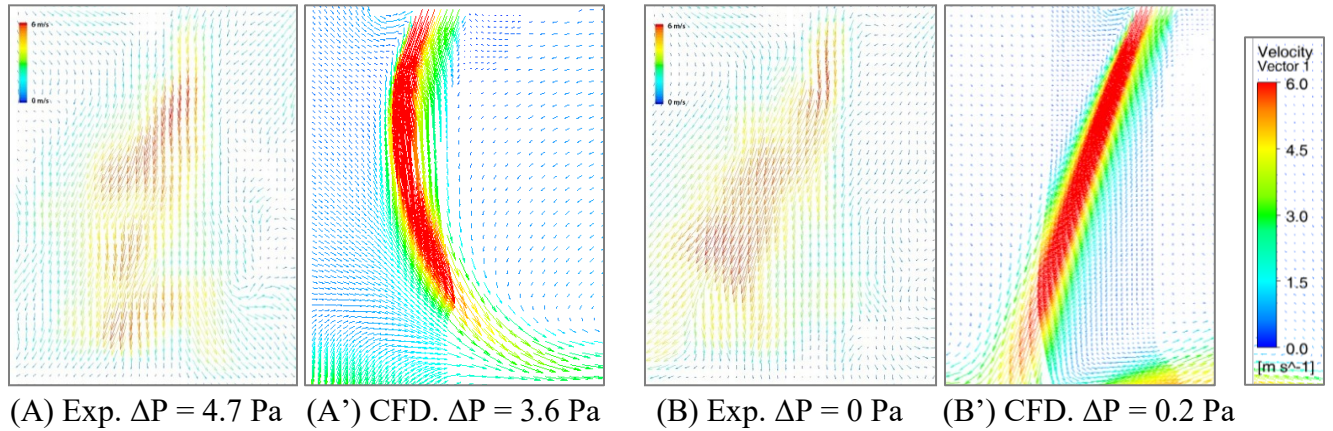 6 m/s
0 m/s
6 m/s
0 m/s
Velocity
Vector 1
6.0
4.5
3.0
1.5
0.0
[m s^-1]
(A) Exp. ΔP = 4.7 Pa
(A’) CFD. ΔP = 3.6 Pa
(B) Exp. ΔP = 0 Pa
(B’) CFD. ΔP = 0.2 Pa